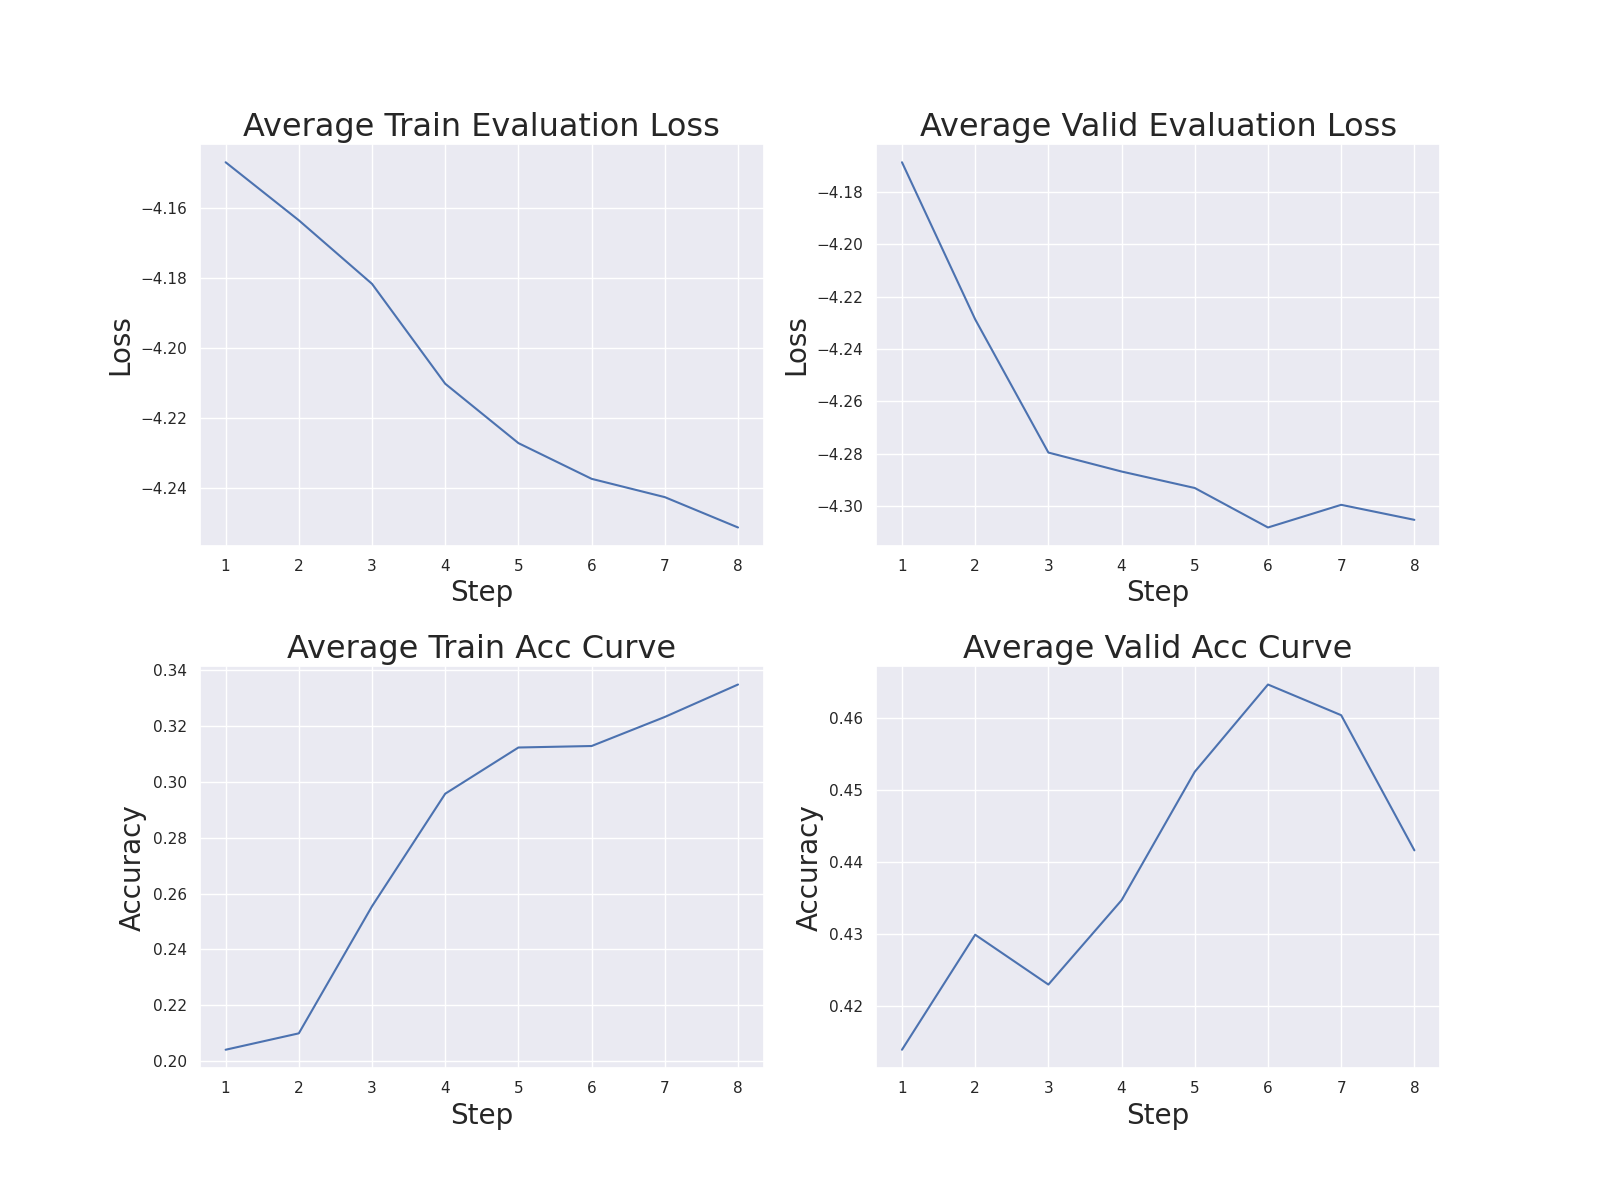 Average Train Evaluation Loss
Loss
−4.16
−4.18
−4.20
−4.22
−4.24
1 2 3 4 5 6 7 8
Step
Average Valid Evaluation Loss
Loss
−4.18
−4.20
−4.22
−4.24
−4.26
−4.28
−4.30
1 2 3 4 5 6 7 8
Step
Average Train Acc Curve
Accuracy
0.34
0.32
0.30
0.28
0.26
0.24
0.22
0.20
1 2 3 4 5 6 7 8
Step
Average Valid Acc Curve
Accuracy
0.46
0.45
0.44
0.43
0.42
1 2 3 4 5 6 7 8
Step